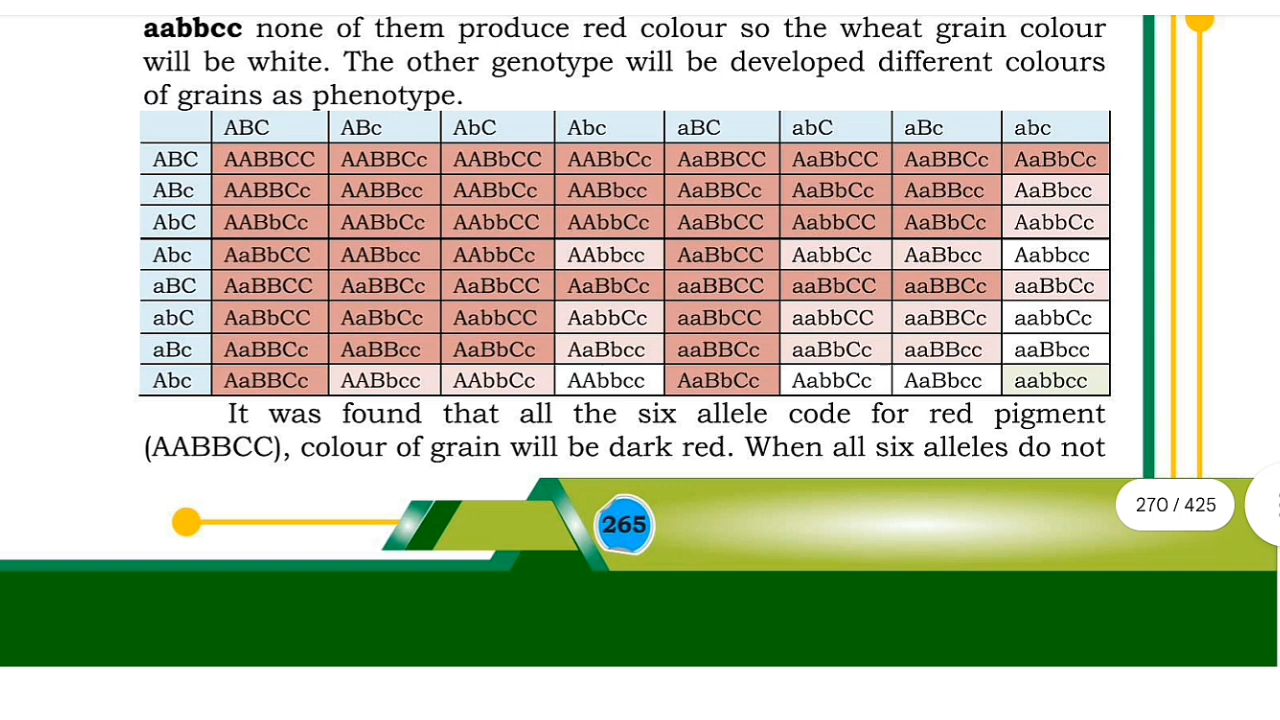 aabbcc none of them produce red colour so the wheat grain colour
will be white. The other genotype will be developed different colours
of grains as phenotype.
ABC ABc AbC Abc aBC abC aBc abc
ABC AABBCC AABBCc AABbCC AABbCc AaBBCC AaBbCC AaBBCc AaBbCc
ABc AABBCc AABBcc AABbCc AABbcc AaBBCc AaBbCc AaBBcc AaBbcc
AbC AABbCc AABbCc AAbbCC AAbbCc AaBbCC AabbCC AaBbCc AabbCc
Abc AaBbCC AABbcc AAbbCc AAbbcc AaBbCC AabbCc AaBbcc Aabbcc
aBC AaBBCC AaBBCc AaBbCC AaBbCc aaBBCC aaBbCC aaBBCc aaBbCc
abC AaBbCC AaBbCc AabbCC AabbCc aaBbCC aabbCC aaBBCc aabbCc
aBc AaBBCc AaBBcc AaBbCc AaBbcc aaBBCc aaBbCc aaBBcc aaBbcc
Abc AaBBCc AABbcc AAbbCc AAbbcc AaBbCc AabbCc AaBbcc aabbcc
It was found that all the six allele code for red pigment
(AABBCC), colour of grain will be dark red. When all six alleles do not
265
270 / 425